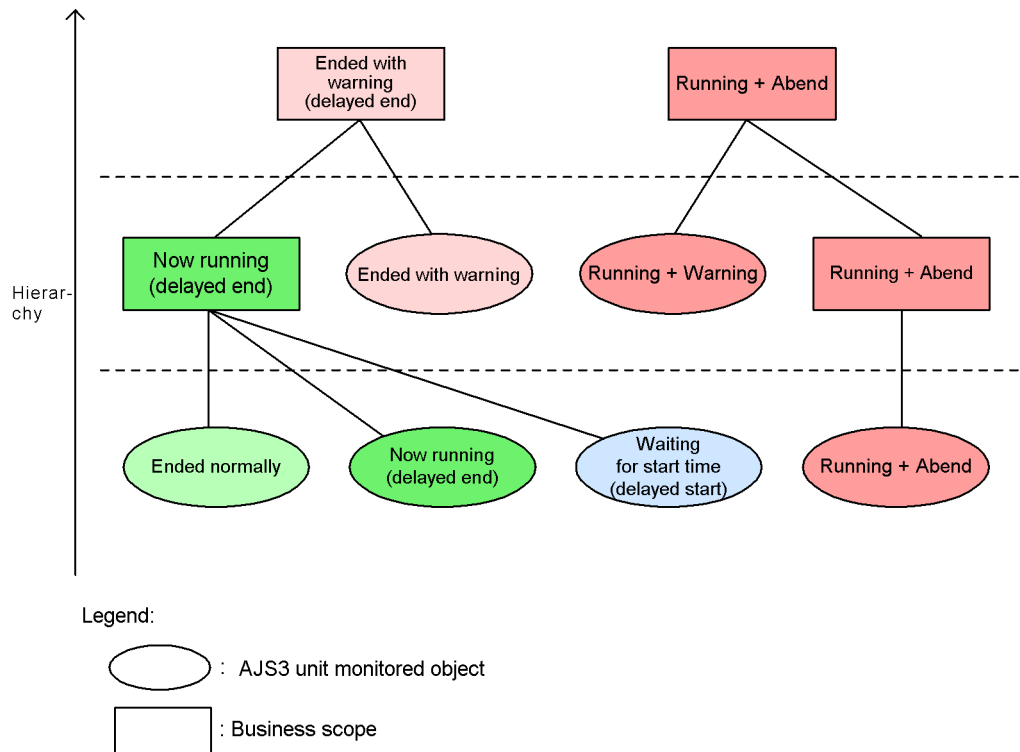 Ended with
warning
(delayed end)
Running + Abend
Now running
(delayed end)
Ended with warning
Running + Warning
Running + Abend
Hierar-
chy
Ended normally
Now running
(delayed end)
Waiting
for start time
(delayed start)
Running + Abend
Legend:
: AJS3 unit monitored object
: Business scope